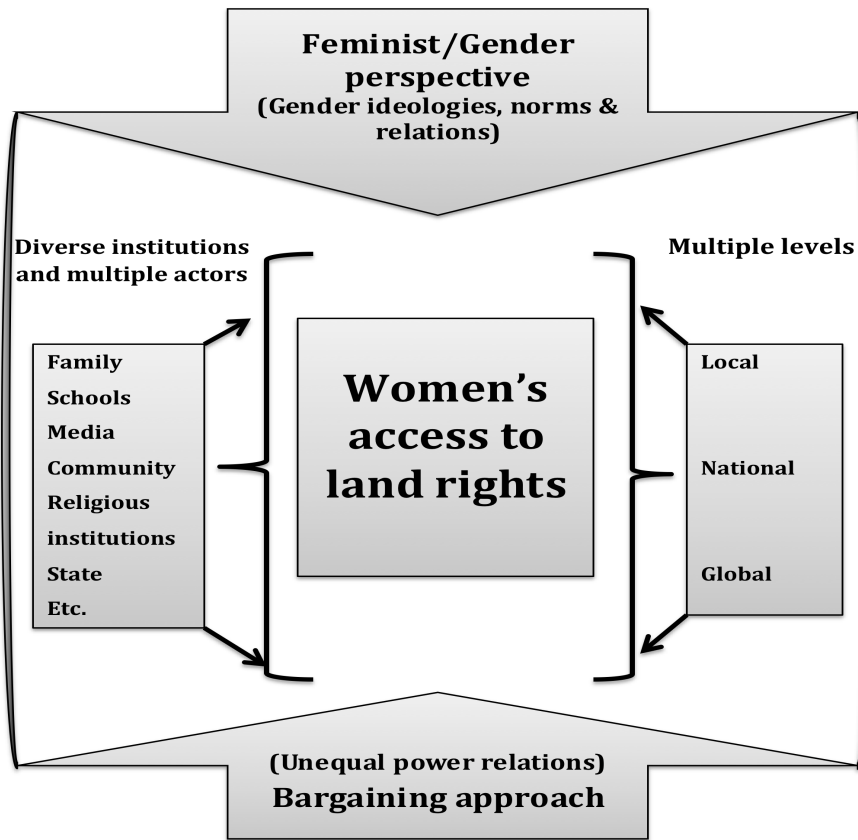 Feminist/Gender
perspective
(Gender ideologies, norms &
relations)
Diverse institutions
and multiple actors
Multiple levels
Family
Schools
Media
Community
Religious
institutions
State
Etc.
Women’s
access to
land rights
Local
National
Global
(Unequal power relations)
Bargaining approach